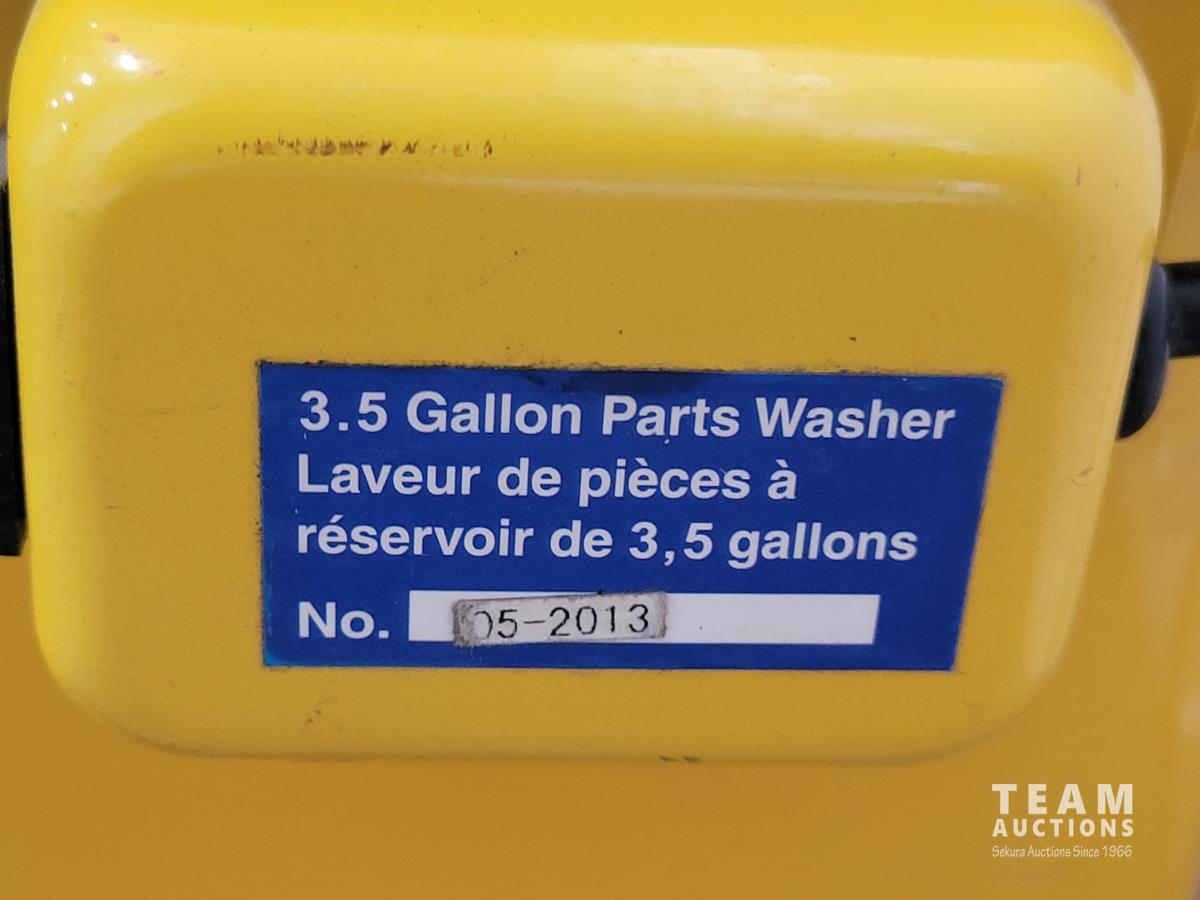 3.5 Gallon Parts Washer
Laveur de pièces à
réservoir de 3,5 gallons
No. 05-2013
TEAM
AUCTIONS
Sekura Auctions Since 1966